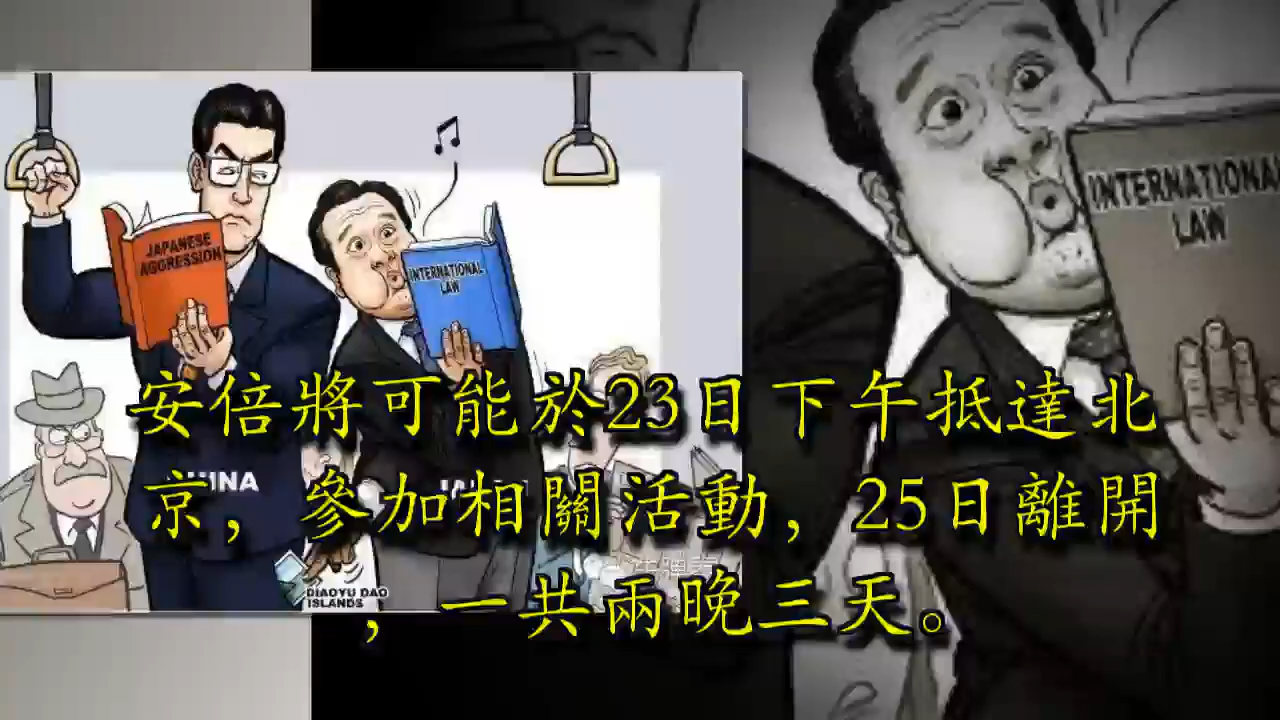 JAPANESE
AGGRESSION
INTERNATIONAL
LAW
INTERNATIONAL
LAW
安倍將可能於23日下午抵達北
京，參加相關活動，25日離開
，一共兩晚三天。
DIAOYU DAO
ISLANDS